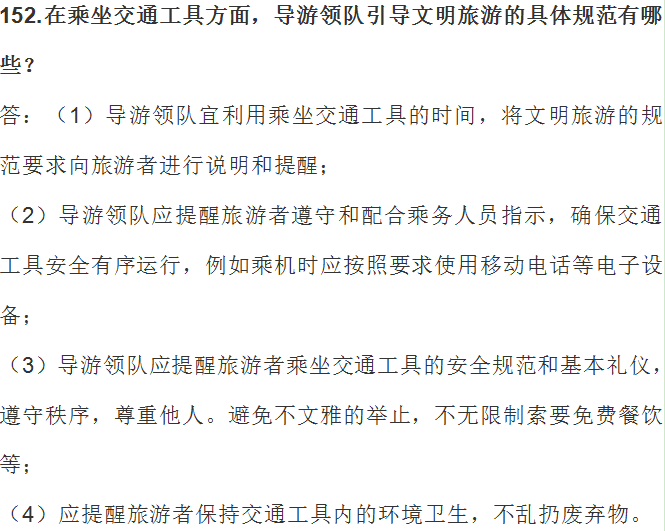 152.在乘坐交通工具方面，导游领队引导文明旅游的具体规范有哪
些？
答：（1）导游领队宜利用乘坐交通工具的时间，将文明旅游的规
范要求向旅游者进行说明和提醒；
（2）导游领队应提醒旅游者遵守和配合乘务人员指示，确保交通
工具安全有序运行，例如乘机时应按照要求使用移动电话等电子设
备；
（3）导游领队应提醒旅游者乘坐交通工具的安全规范和基本礼仪，
遵守秩序，尊重他人。避免不文雅的举止，不无限制索要免费餐饮
等；
（4）应提醒旅游者保持交通工具内的环境卫生，不乱扔废弃物。